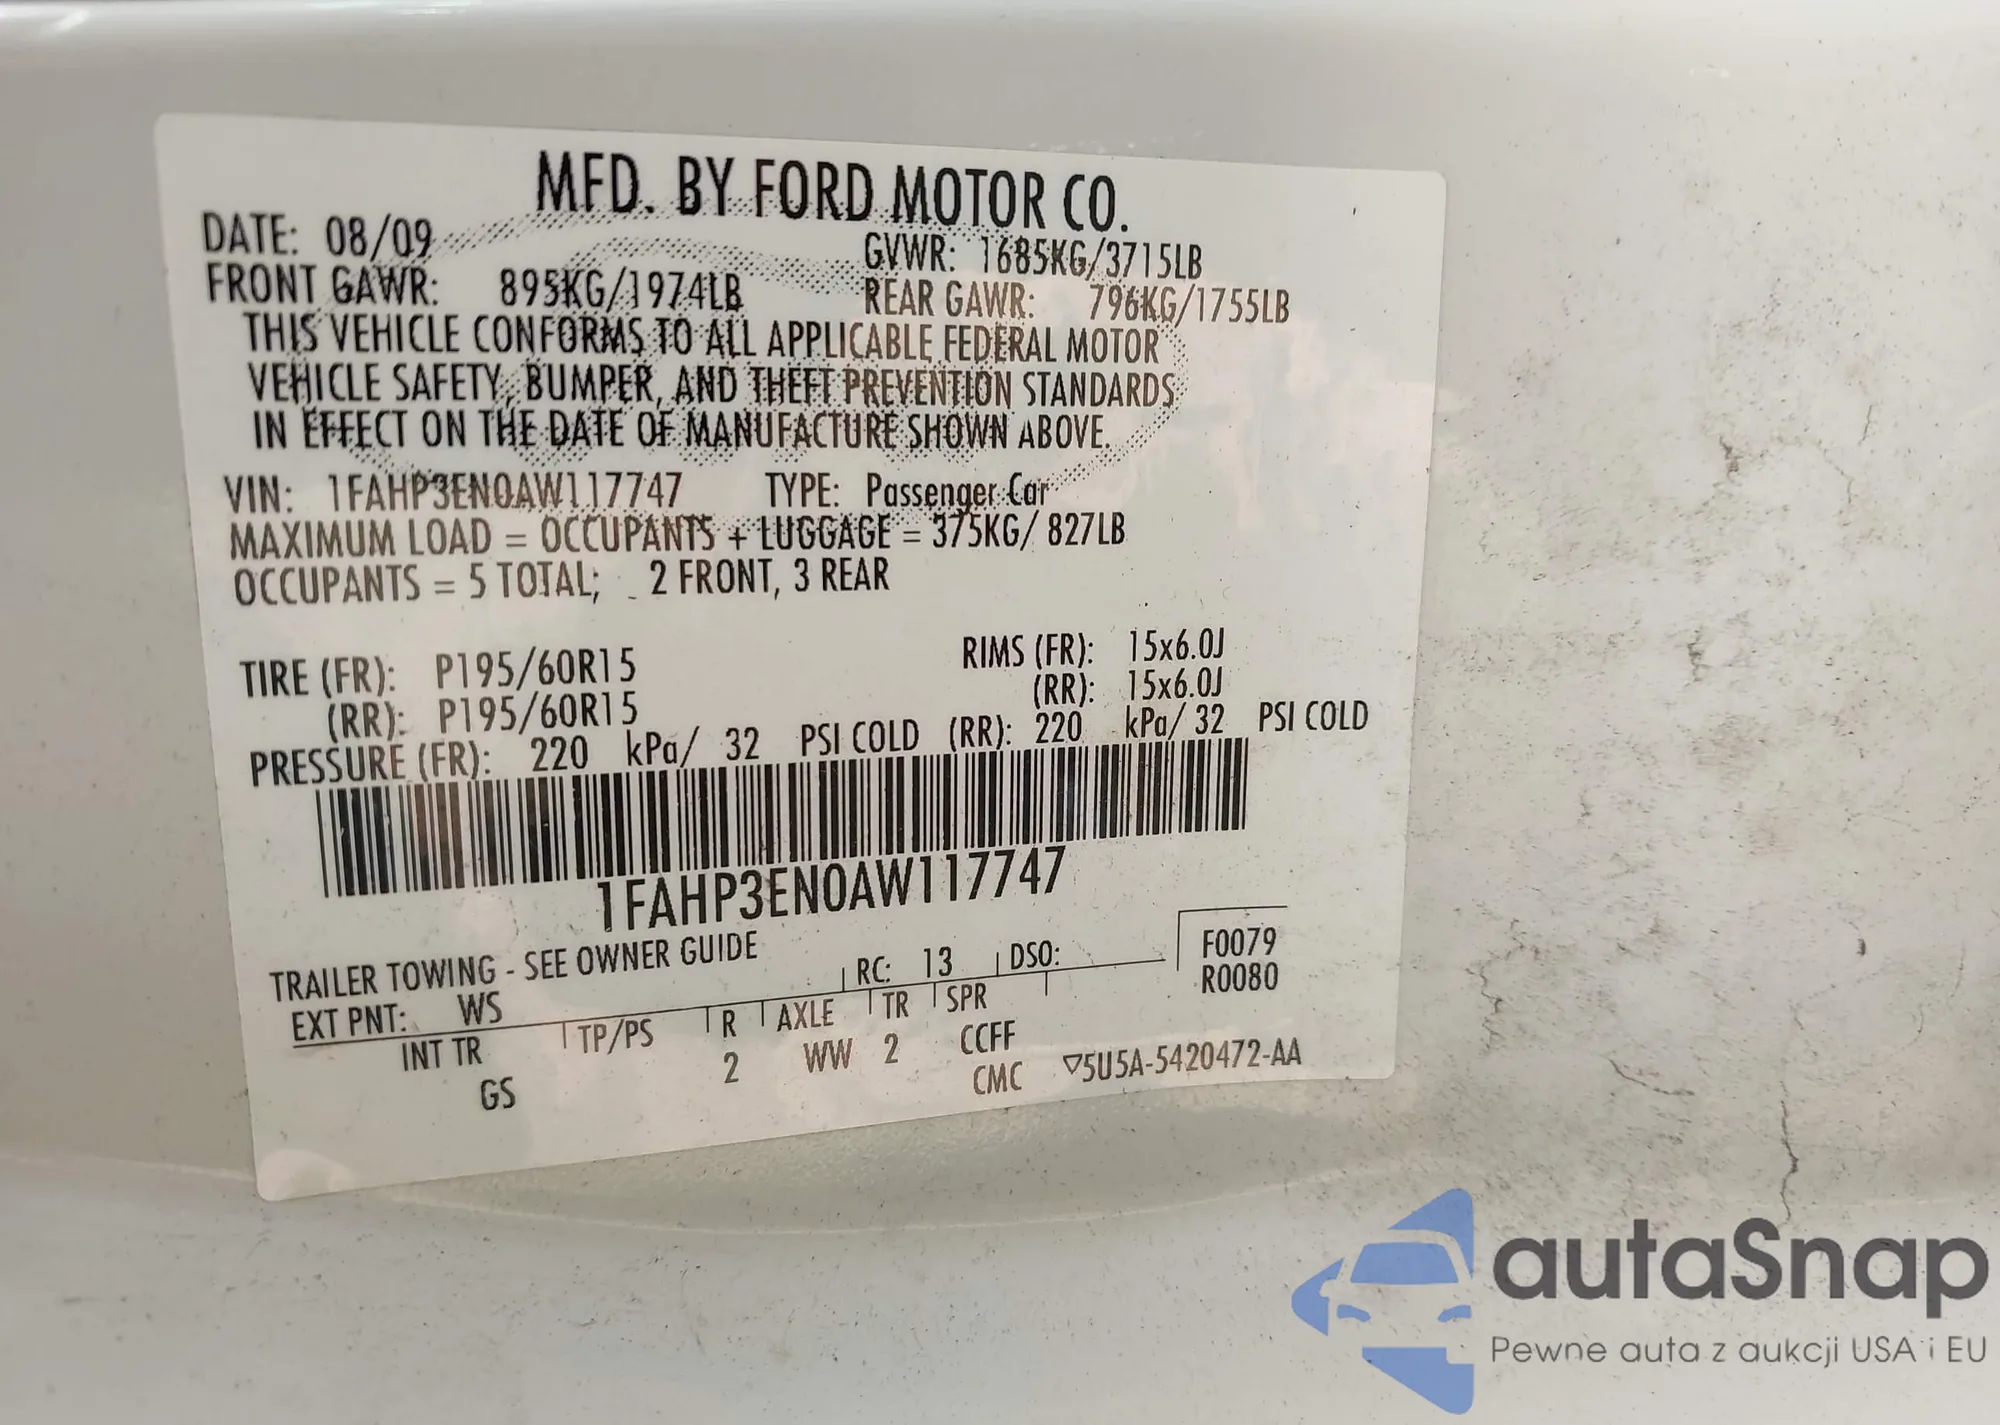 MFD. BY FORD MOTOR CO.
DATE: 08/09 GVWR: 1685KG/3715LB
FRONT GAWR: 895KG/1974LB REAR GAWR: 796KG/1755LB
THIS VEHICLE CONFORMS TO ALL APPLICABLE FEDERAL MOTOR
VEHICLE SAFETY, BUMPER, AND THEFT PREVENTION STANDARDS
IN EFFECT ON THE DATE OF MANUFACTURE SHOWN ABOVE.
VIN: 1FAHP3EN0AW117747 TYPE: Passenger Car
MAXIMUM LOAD = OCCUPANTS + LUGGAGE = 375KG/ 827LB
OCCUPANTS = 5 TOTAL; 2 FRONT, 3 REAR
TIRE (FR): P195/60R15 RIMS (FR): 15x6.0J
(RR): P195/60R15 (RR): 15x6.0J
PRESSURE (FR): 220 kPa/ 32 PSI COLD (RR): 220 kPa/ 32 PSI COLD
1FAHP3EN0AW117747
TRAILER TOWING - SEE OWNER GUIDE
EXT PNT: WS RC: 13 DSO: F0079
R0080
INT TR TP/PS R AXLE TR SPR
GS 2 WW 2 CCFF
CMC ▽5U5A-5420472-AA
autaSnap
Pewne auta z aukcji USA i EU